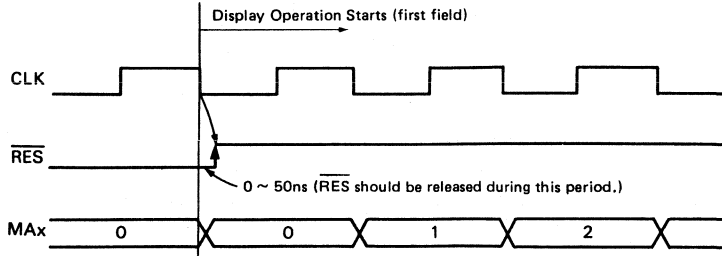 Display Operation Starts (first field)
CLK
RES
0 ~ 50ns (RES should be released during this period.)
MAx
0
0
1
2